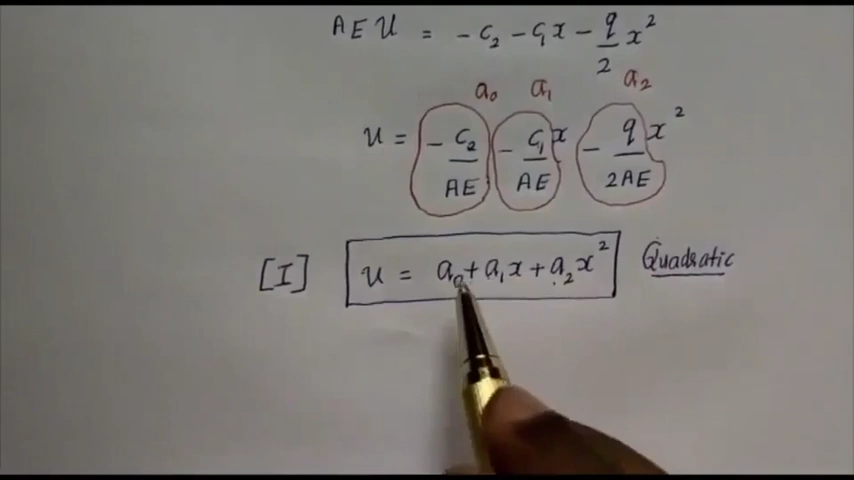 AEU = - C₂ - C₁x - q/2 x²
a₀ a₁ a₂
u = - C₂/AE - C₁/AE x - q/2AE x²
[I] u = a₀ + a₁x + a₂x² Quadratic